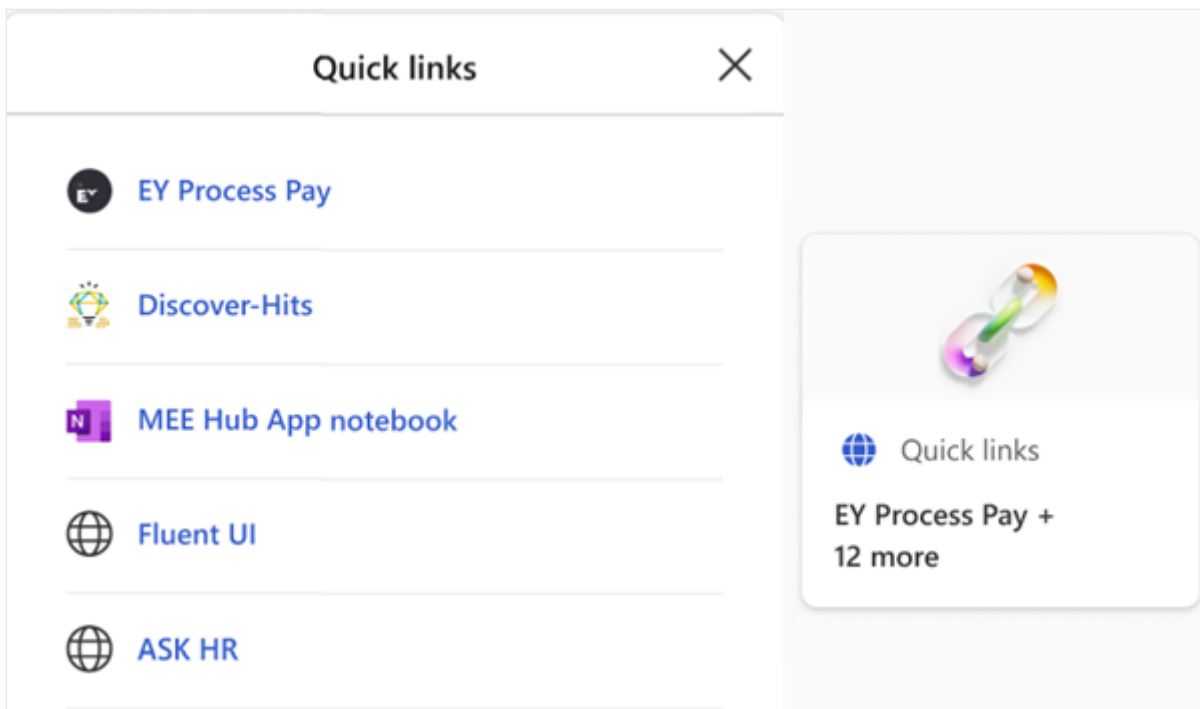 Quick links
EY
EY Process Pay
Discover-Hits
N
MEE Hub App notebook
Fluent UI
ASK HR
Quick links
EY Process Pay +
12 more